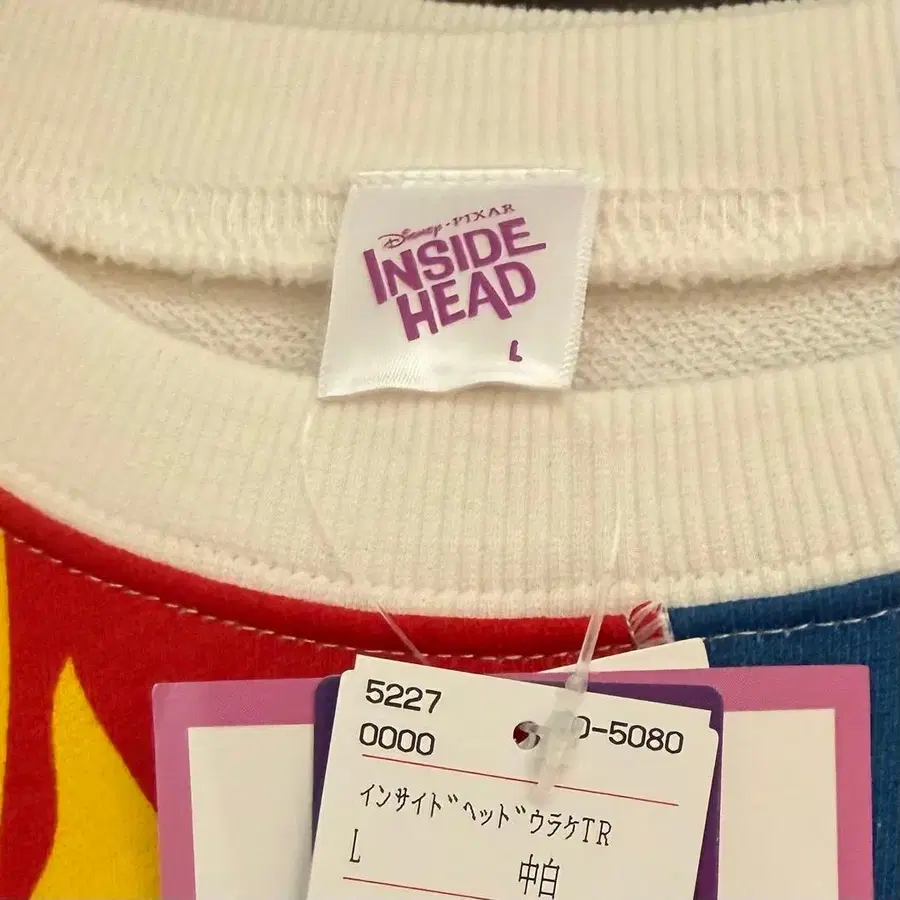 Disney・PIXAR
INSIDE
HEAD
L
5227
0000
0-5080
インサイドヘッドウラケTR
L
中白